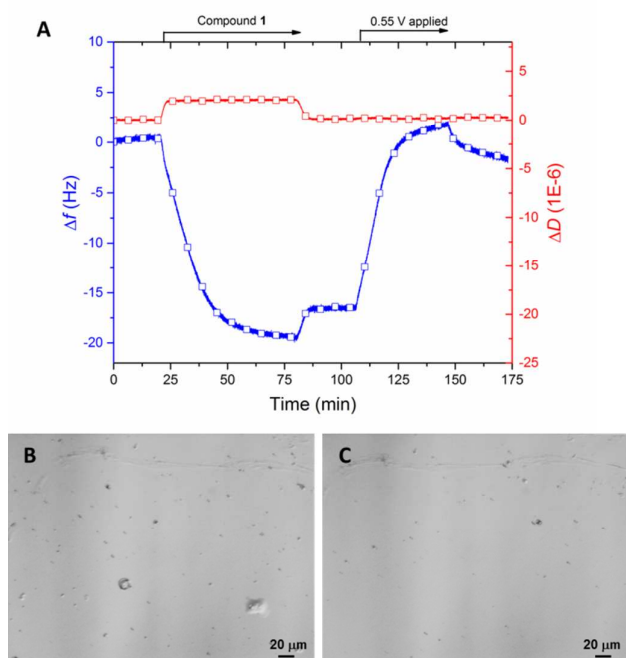 Compound 1
0.55 V applied
A
10
5
0
-5
-10
-15
-20
Δf (Hz)
5
0
-5
-10
-15
-20
-25
ΔD (1E-6)
0 25 50 75 100 125 150 175
Time (min)
B
20 μm
C
20 μm